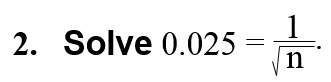 2. Solve 0.025 = 1/√n.